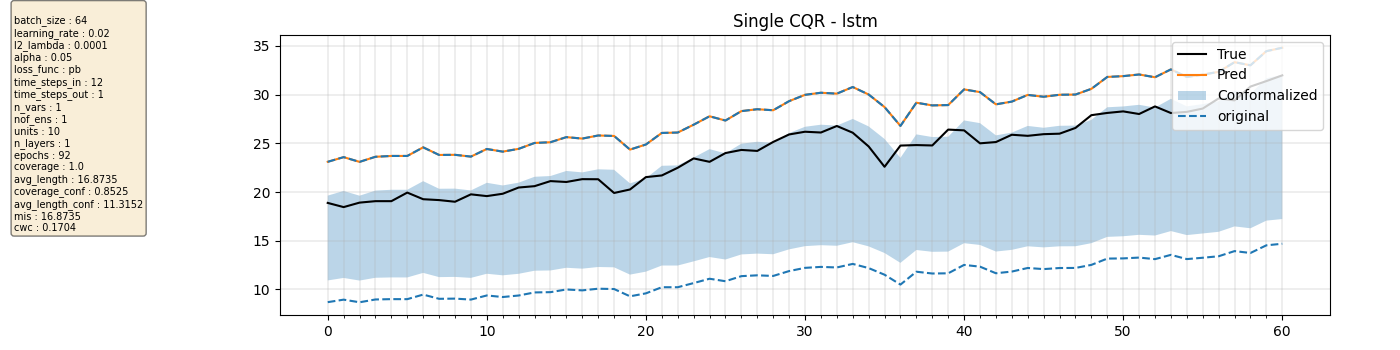 batch_size : 64
learning_rate : 0.02
l2_lambda : 0.0001
alpha : 0.05
loss_func : pb
time_steps_in : 12
time_steps_out : 1
n_vars : 1
nof_ens : 1
units : 10
n_layers : 1
epochs : 92
coverage : 1.0
avg_length : 16.8735
coverage_conf : 0.8525
avg_length_conf : 11.3152
mis : 16.8735
cwc : 0.1704
Single CQR - lstm
35
30
25
20
15
10
True
Pred
Conformalized
original
0 10 20 30 40 50 60